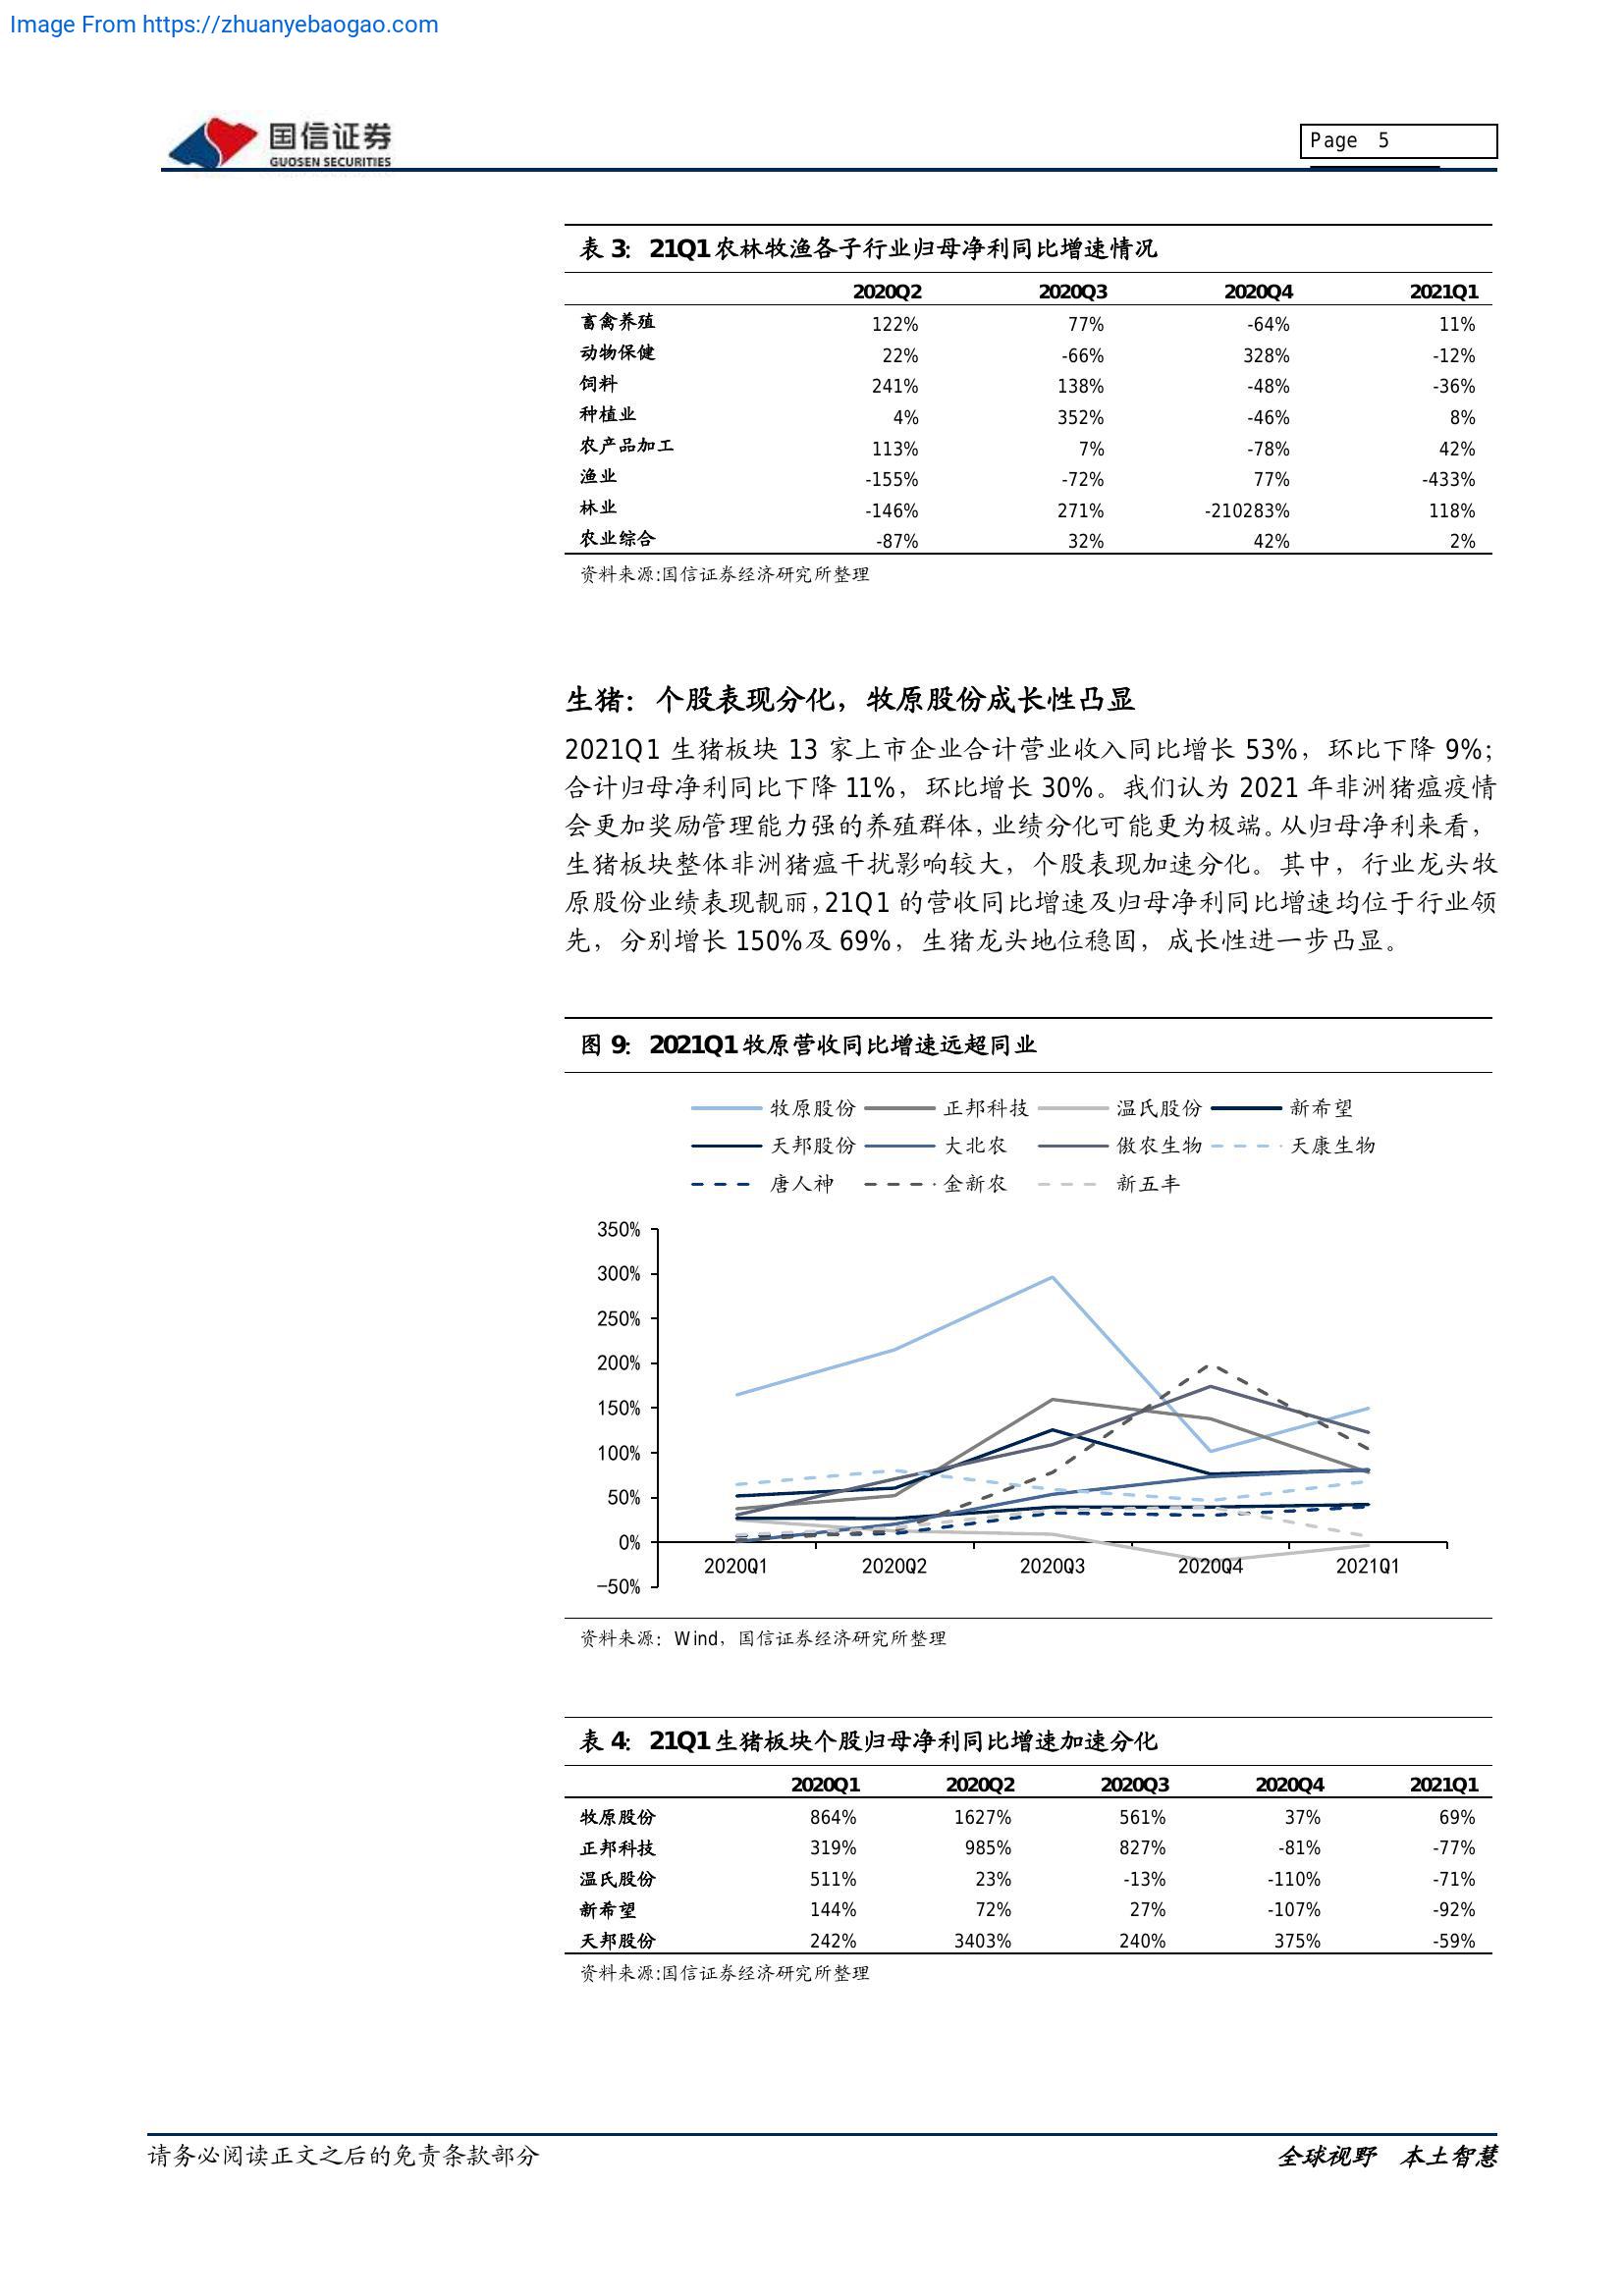 Image From https://zhuanyebaogao.com
国信证券
GUOSEN SECURITIES
Page 5
表 3: 21Q1 农林牧渔各子行业归母净利同比增速情况
2020Q2 2020Q3 2020Q4 2021Q1
畜禽养殖 122% 77% -64% 11%
动物保健 22% -66% 328% -12%
饲料 241% 138% -48% -36%
种植业 4% 352% -46% 8%
农产品加工 113% 7% -78% 42%
渔业 -155% -72% 77% -433%
林业 -146% 271% -210283% 118%
农业综合 -87% 32% 42% 2%
资料来源:国信证券经济研究所整理
生猪：个股表现分化，牧原股份成长性凸显
2021Q1 生猪板块 13 家上市企业合计营业收入同比增长 53%，环比下降 9%；
合计归母净利同比下降 11%，环比增长 30%。我们认为 2021 年非洲猪瘟疫情
会更加奖励管理能力强的养殖群体，业绩分化可能更为极端。从归母净利来看，
生猪板块整体非洲猪瘟干扰影响较大，个股表现加速分化。其中，行业龙头牧
原股份业绩表现靓丽，21Q1 的营收同比增速及归母净利同比增速均位于行业领
先，分别增长 150%及 69%，生猪龙头地位稳固，成长性进一步凸显。
图 9: 2021Q1 牧原营收同比增速远超同业
牧原股份 正邦科技 温氏股份 新希望
天邦股份 大北农 傲农生物 天康生物
唐人神 金新农 新五丰
350%
300%
250%
200%
150%
100%
50%
0%
-50%
2020Q1 2020Q2 2020Q3 2020Q4 2021Q1
资料来源：Wind，国信证券经济研究所整理
表 4: 21Q1 生猪板块个股归母净利同比增速加速分化
2020Q1 2020Q2 2020Q3 2020Q4 2021Q1
牧原股份 864% 1627% 561% 37% 69%
正邦科技 319% 985% 827% -81% -77%
温氏股份 511% 23% -13% -110% -71%
新希望 144% 72% 27% -107% -92%
天邦股份 242% 3403% 240% 375% -59%
资料来源:国信证券经济研究所整理
请务必阅读正文之后的免责条款部分
全球视野 本土智慧